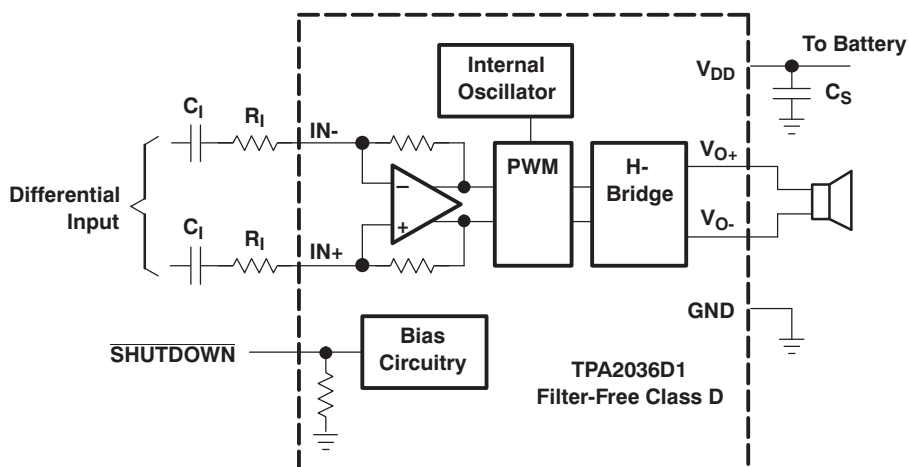 To Battery
Internal
Oscillator
V_DD
C_S
C_I
R_I
IN-
PWM
H-
Bridge
V_O+
Differential
Input
–
+
V_O-
C_I
R_I
IN+
GND
SHUTDOWN
Bias
Circuitry
TPA2036D1
Filter-Free Class D